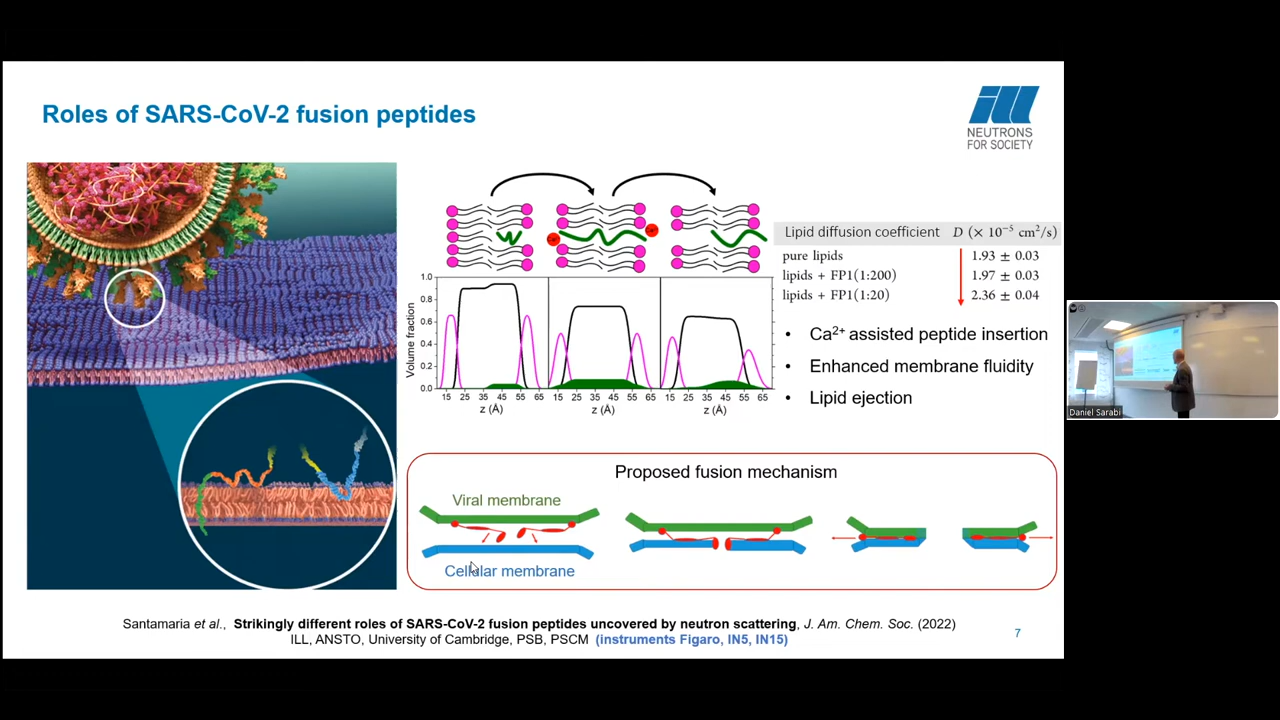 Roles of SARS-CoV-2 fusion peptides
ill
NEUTRONS
FOR SOCIETY
Ca²⁺
Ca²⁺
Lipid diffusion coefficient D (× 10⁻⁵ cm²/s)
pure lipids 1.93 ± 0.03
lipids + FP1(1:200) 1.97 ± 0.03
lipids + FP1(1:20) 2.36 ± 0.04
Volume fraction
1.0
0.8
0.6
0.4
0.2
0.0
15 25 35 45 55 65 15 25 35 45 55 65 15 25 35 45 55 65
z (Å) z (Å) z (Å)
• Ca²⁺ assisted peptide insertion
• Enhanced membrane fluidity
• Lipid ejection
Proposed fusion mechanism
Viral membrane
Cellular membrane
Santamaria et al., Strikingly different roles of SARS-CoV-2 fusion peptides uncovered by neutron scattering, J. Am. Chem. Soc. (2022)
ILL, ANSTO, University of Cambridge, PSB, PSCM (instruments Figaro, IN5, IN15)
7
Daniel Sarabi